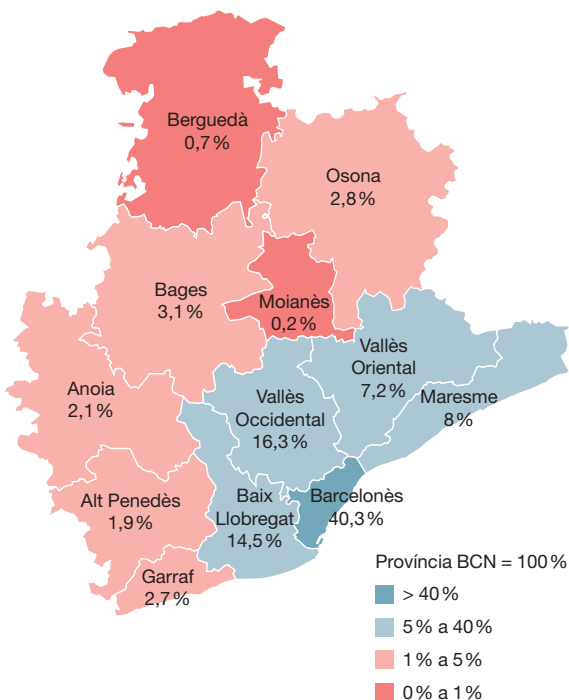 Berguedà
0,7 %
Osona
2,8 %
Bages
3,1 %
Moianès
0,2 %
Vallès
Oriental
7,2 %
Maresme
8 %
Anoia
2,1 %
Vallès
Occidental
16,3 %
Alt Penedès
1,9 %
Baix
Llobregat
14,5 %
Barcelonès
40,3 %
Garraf
2,7 %
Província BCN = 100 %
> 40 %
5 % a 40 %
1 % a 5 %
0 % a 1 %